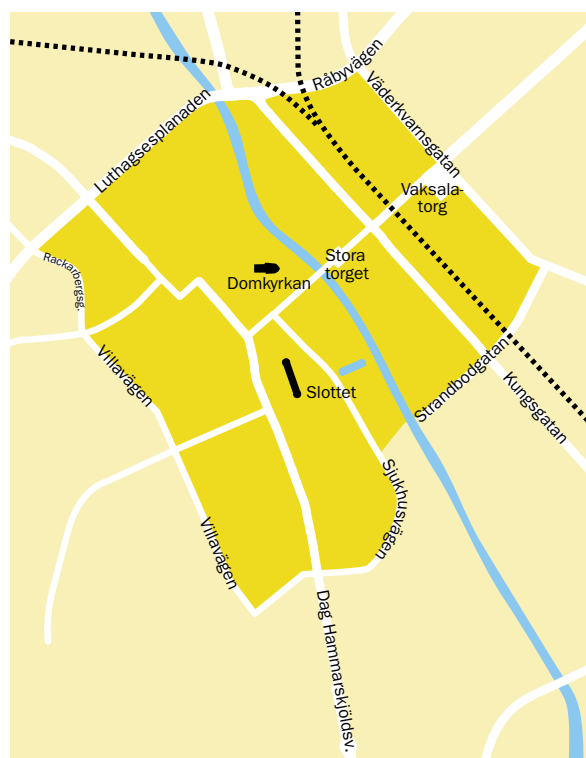 Råbyvägen
Väderkvarnsgatan
Luthagsesplanaden
Vaksala-
torg
Stora
torget
Rackarbergsg.
Domkyrkan
Villavägen
Slottet
Strandbodgatan
Kungsgatan
Sjukhusvägen
Villavägen
Dag Hammarskjöldsv.